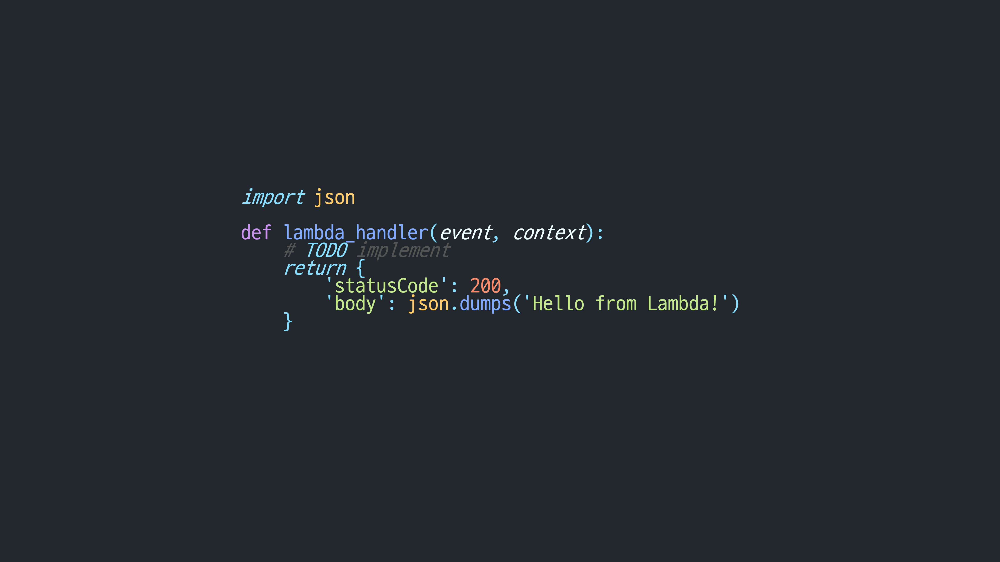 import json

def lambda_handler(event, context):
    # TODO implement
    return {
        'statusCode': 200,
        'body': json.dumps('Hello from Lambda!')
    }